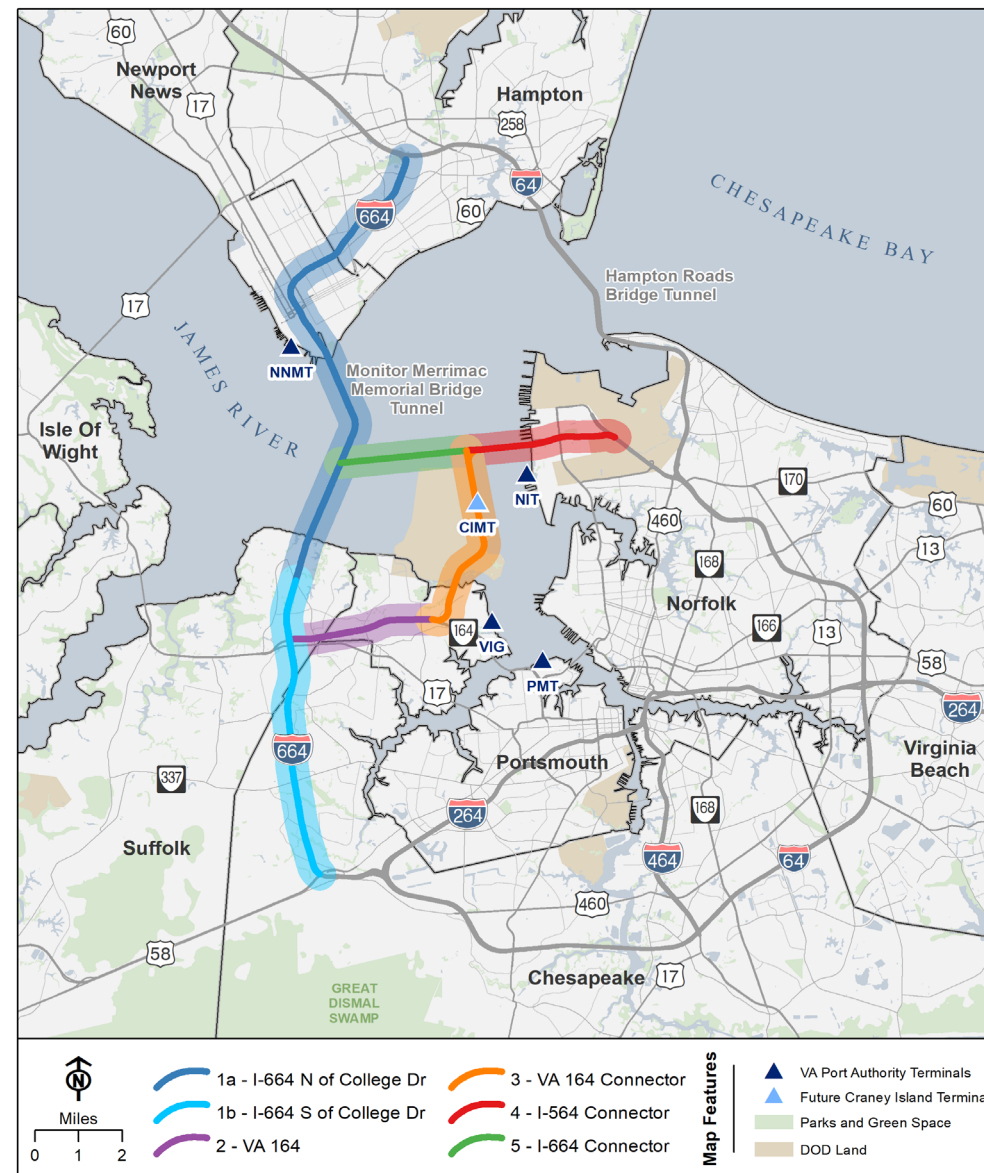 60
Newport
News
17
Hampton
258
64
664
60
CHESAPEAKE BAY
Hampton Roads
Bridge Tunnel
17
JAMES RIVER
NNMT
Monitor Merrimac
Memorial Bridge
Tunnel
Isle Of
Wight
NIT
170
CIMT
460
60
168
13
Norfolk
164
166
13
VIG
58
PMT
17
264
664
Portsmouth
Virginia
Beach
337
264
168
Suffolk
464
64
460
58
Chesapeake
17
GREAT
DISMAL
SWAMP
N
Miles
0 1 2
1a - I-664 N of College Dr
1b - I-664 S of College Dr
2 - VA 164
3 - VA 164 Connector
4 - I-564 Connector
5 - I-664 Connector
Map Features
VA Port Authority Terminals
Future Craney Island Termina
Parks and Green Space
DOD Land